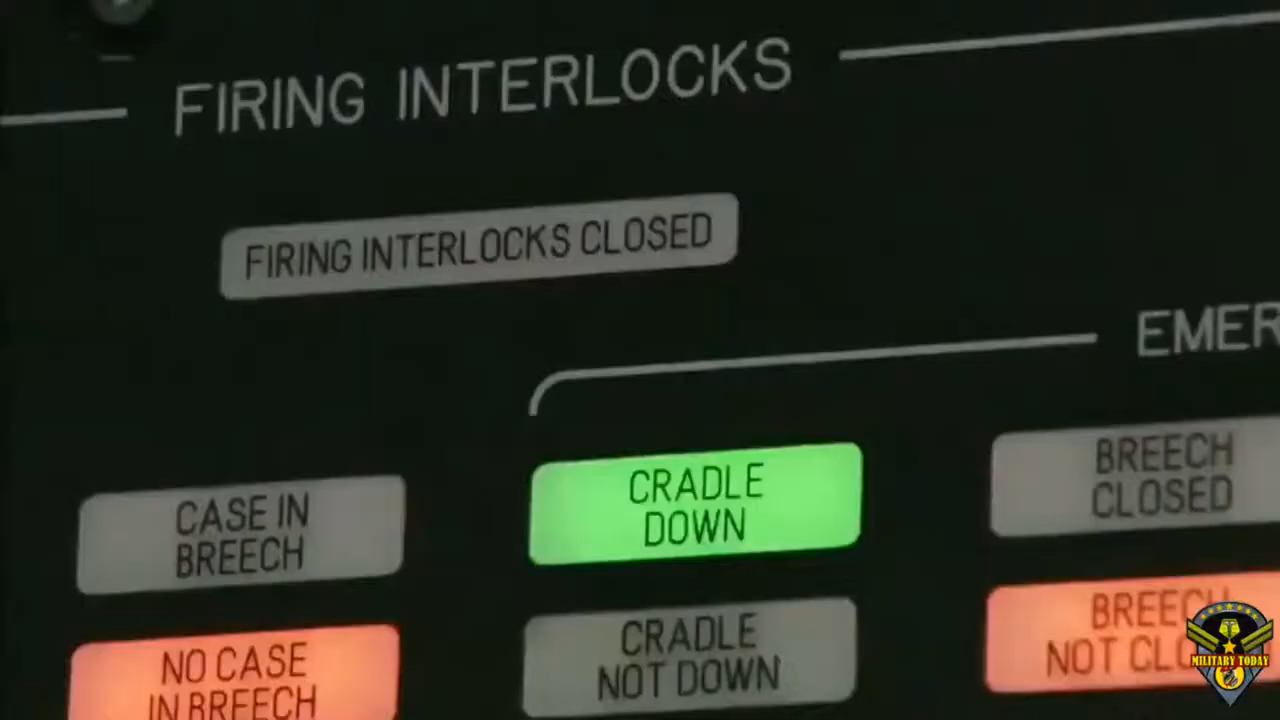 FIRING INTERLOCKS
FIRING INTERLOCKS CLOSED
EMER
CASE IN
BREECH
CRADLE
DOWN
BREECH
CLOSED
NO CASE
IN BREECH
CRADLE
NOT DOWN
BREECH
NOT CLO
MILITARY TODAY